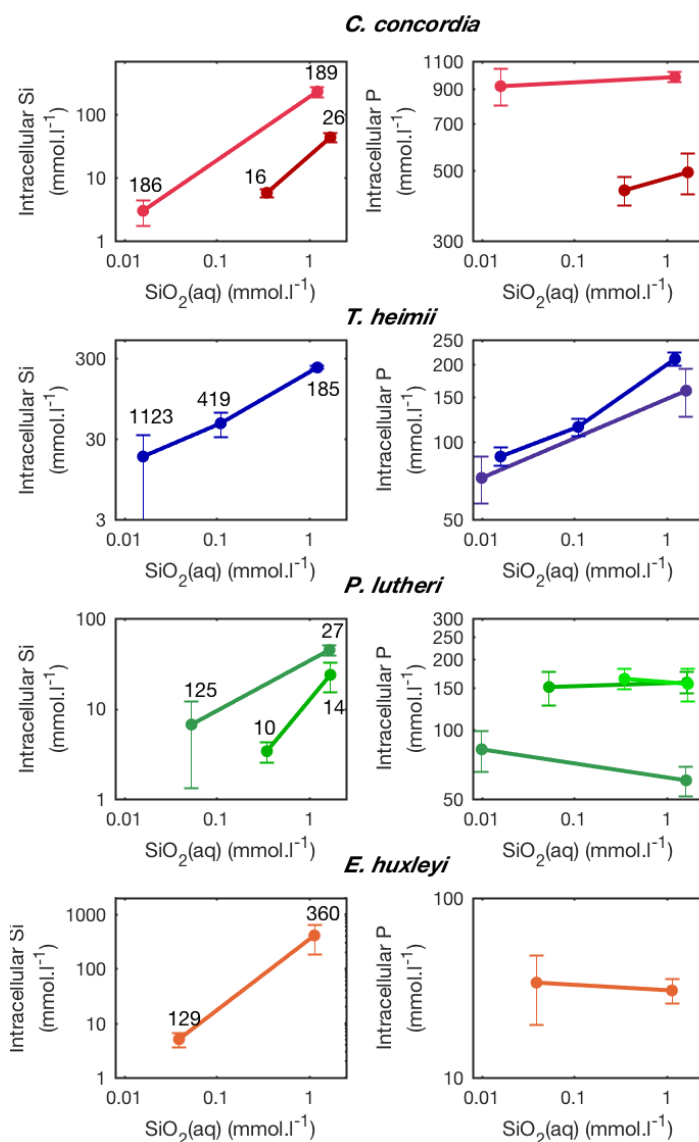 C. concordia
Intracellular Si
(mmol.l-1)
100
10
1
186
189
16
26
0.01 0.1 1
SiO2(aq) (mmol.l-1)
Intracellular P
(mmol.l-1)
1100
900
700
500
300
0.01 0.1 1
SiO2(aq) (mmol.l-1)
T. heimii
Intracellular Si
(mmol.l-1)
300
30
3
1123
419
185
0.01 0.1 1
SiO2(aq) (mmol.l-1)
Intracellular P
(mmol.l-1)
250
200
150
100
50
0.01 0.1 1
SiO2(aq) (mmol.l-1)
P. lutheri
Intracellular Si
(mmol.l-1)
100
10
1
125
27
10
14
0.01 0.1 1
SiO2(aq) (mmol.l-1)
Intracellular P
(mmol.l-1)
300
250
200
150
100
50
0.01 0.1 1
SiO2(aq) (mmol.l-1)
E. huxleyi
Intracellular Si
(mmol.l-1)
1000
100
10
1
129
360
0.01 0.1 1
SiO2(aq) (mmol.l-1)
Intracellular P
(mmol.l-1)
100
10
0.01 0.1 1
SiO2(aq) (mmol.l-1)